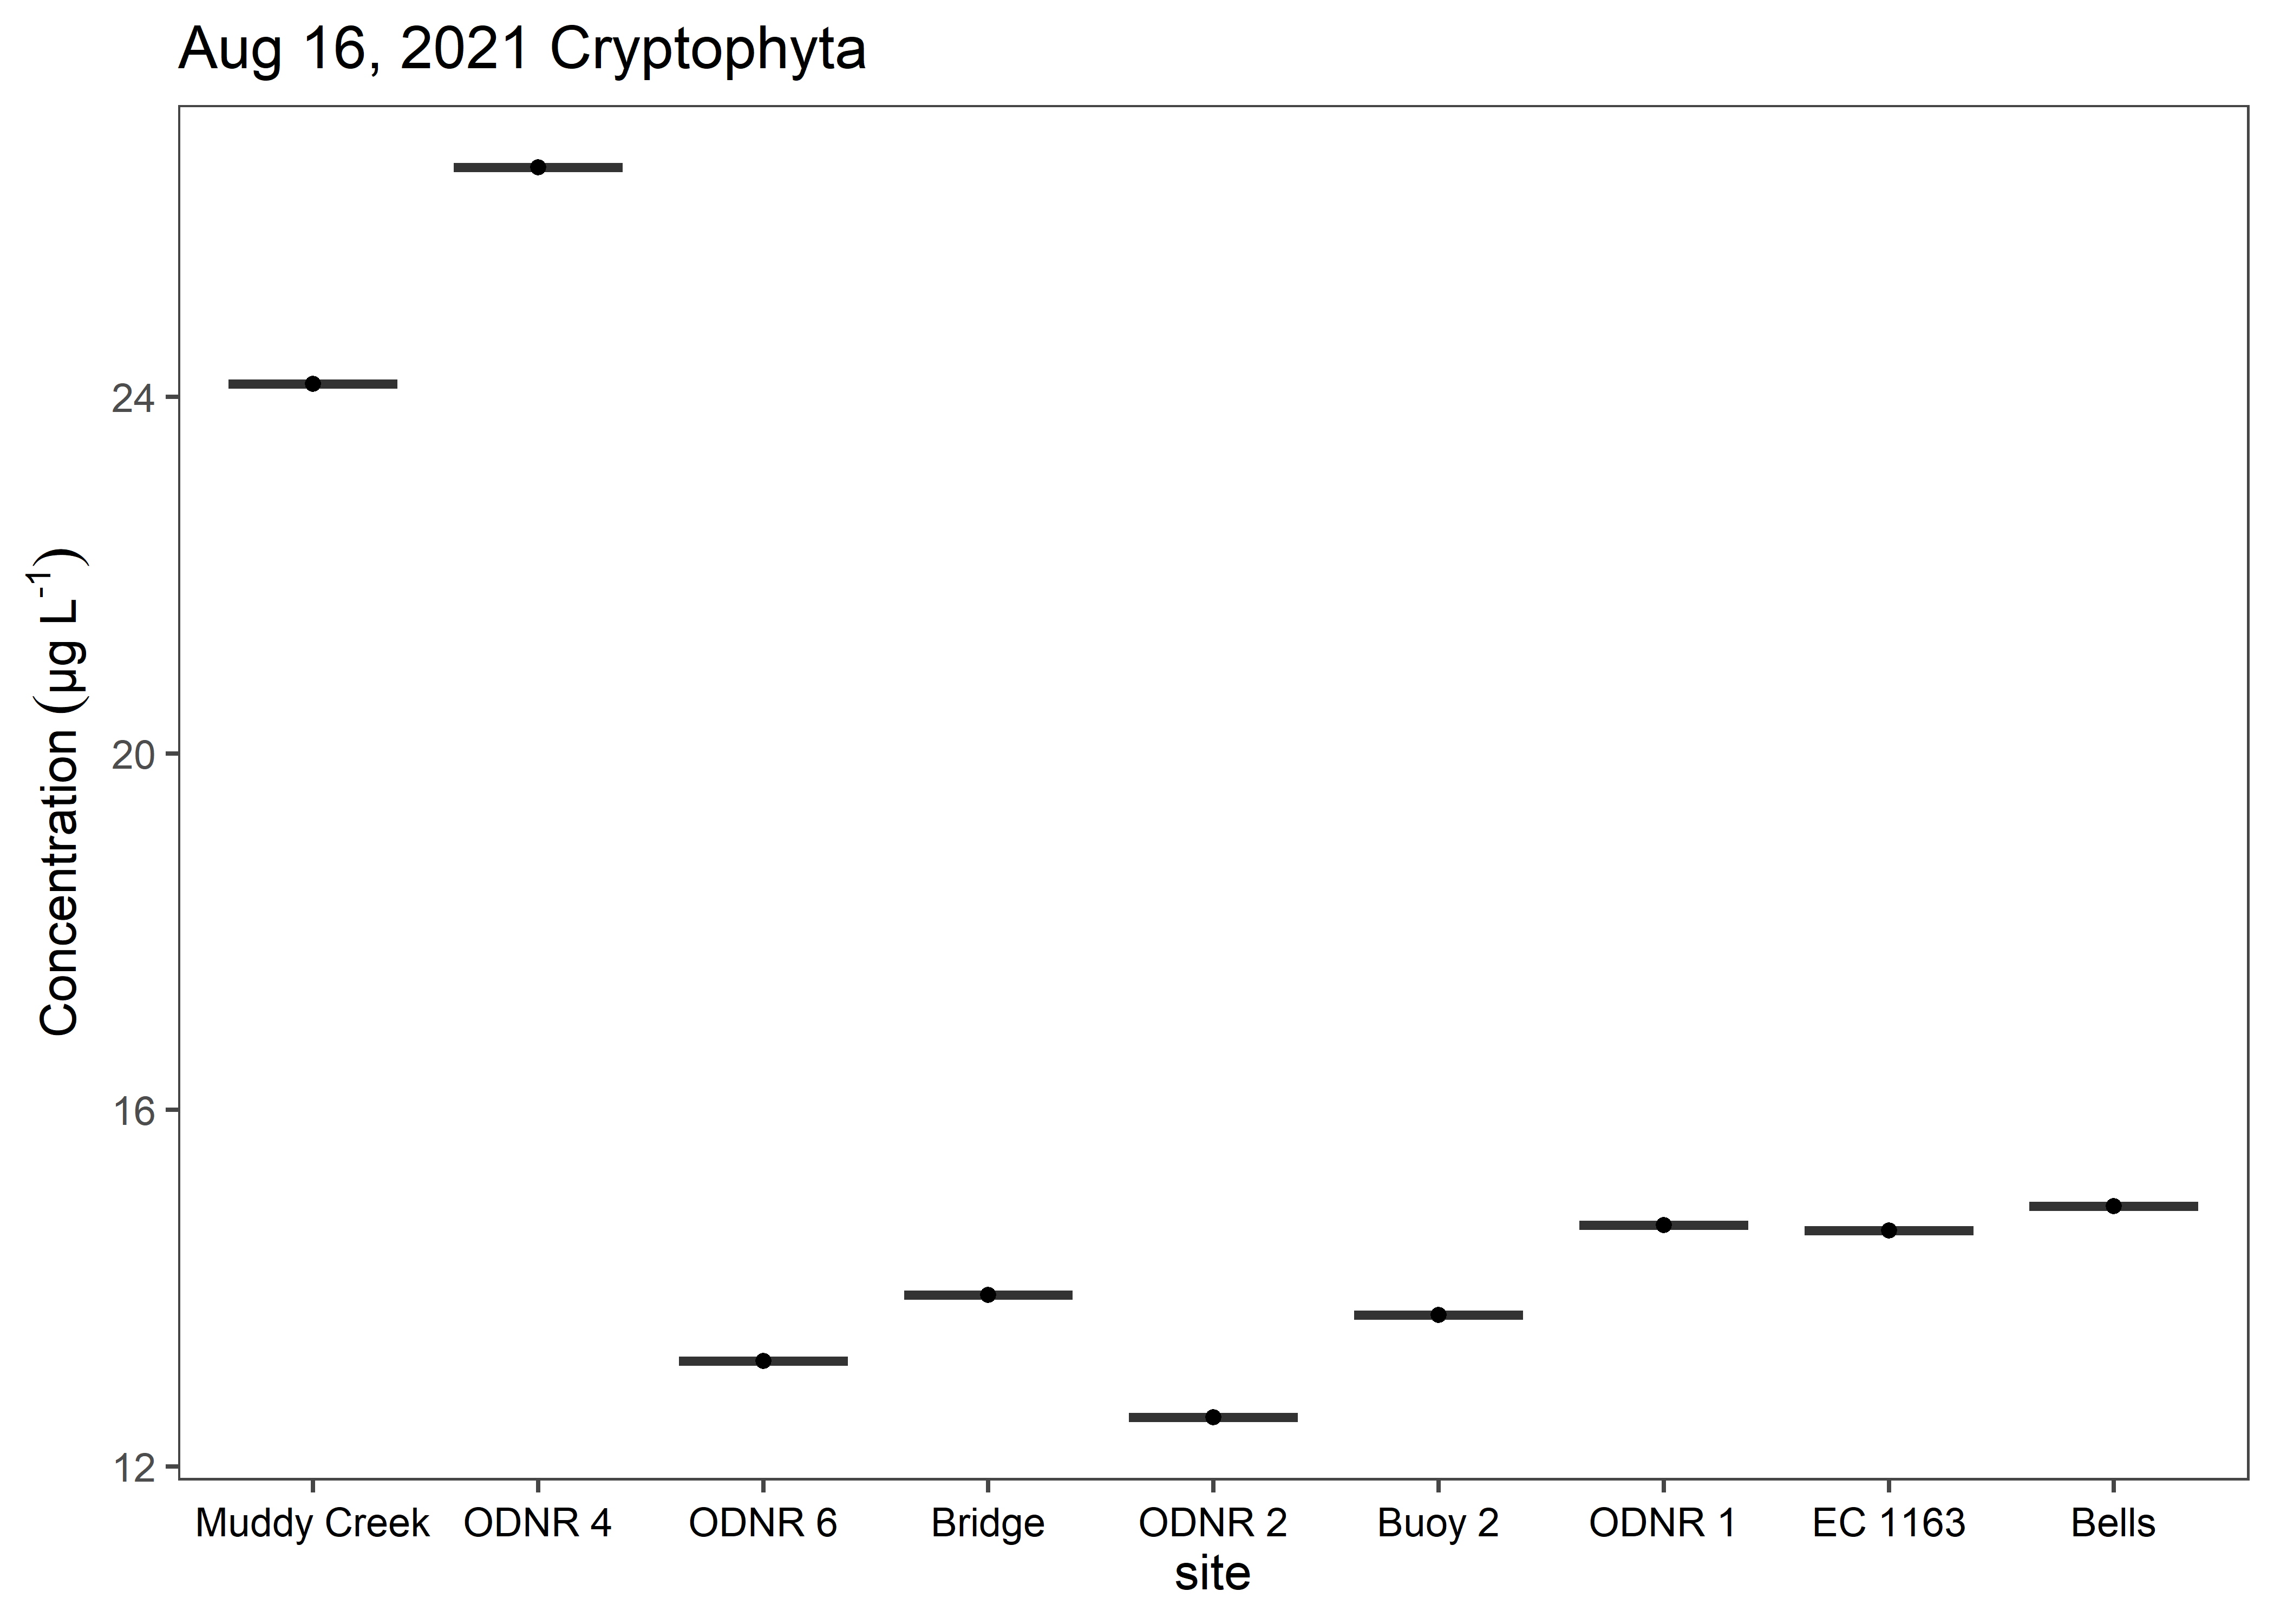 Aug 16, 2021 Cryptophyta
Concentration (µg L⁻¹)
24
20
16
12
Muddy Creek ODNR 4 ODNR 6 Bridge ODNR 2 Buoy 2 ODNR 1 EC 1163 Bells
site